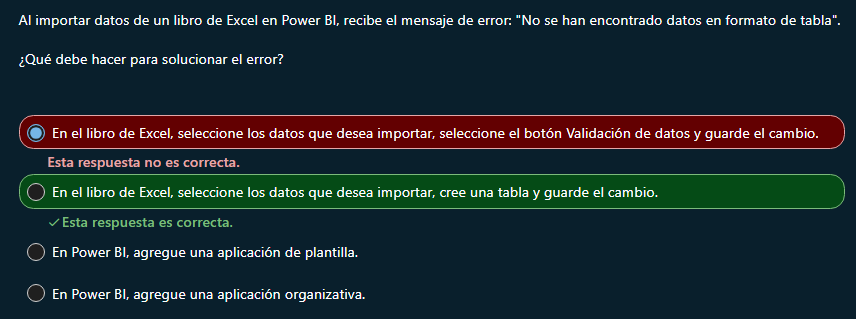 Al importar datos de un libro de Excel en Power BI, recibe el mensaje de error: "No se han encontrado datos en formato de tabla".
¿Qué debe hacer para solucionar el error?
En el libro de Excel, seleccione los datos que desea importar, seleccione el botón Validación de datos y guarde el cambio.
Esta respuesta no es correcta.
En el libro de Excel, seleccione los datos que desea importar, cree una tabla y guarde el cambio.
Esta respuesta es correcta.
En Power BI, agregue una aplicación de plantilla.
En Power BI, agregue una aplicación organizativa.